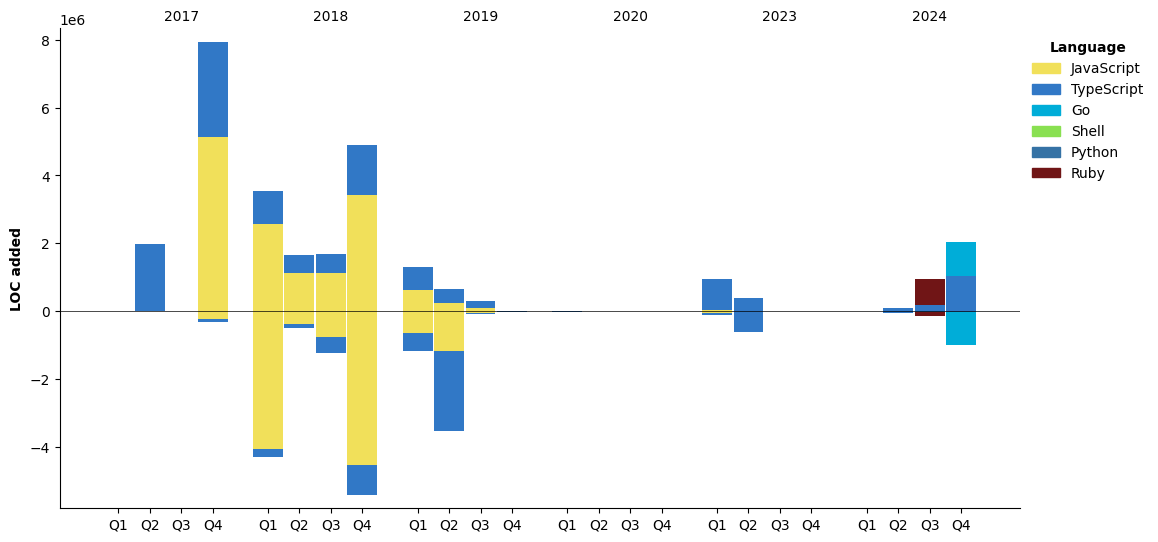 1e6
2017 2018 2019 2020 2023 2024
8
6
4
2
0
−2
−4
LOC added
Q1 Q2 Q3 Q4 Q1 Q2 Q3 Q4 Q1 Q2 Q3 Q4 Q1 Q2 Q3 Q4 Q1 Q2 Q3 Q4 Q1 Q2 Q3 Q4
Language
JavaScript
TypeScript
Go
Shell
Python
Ruby